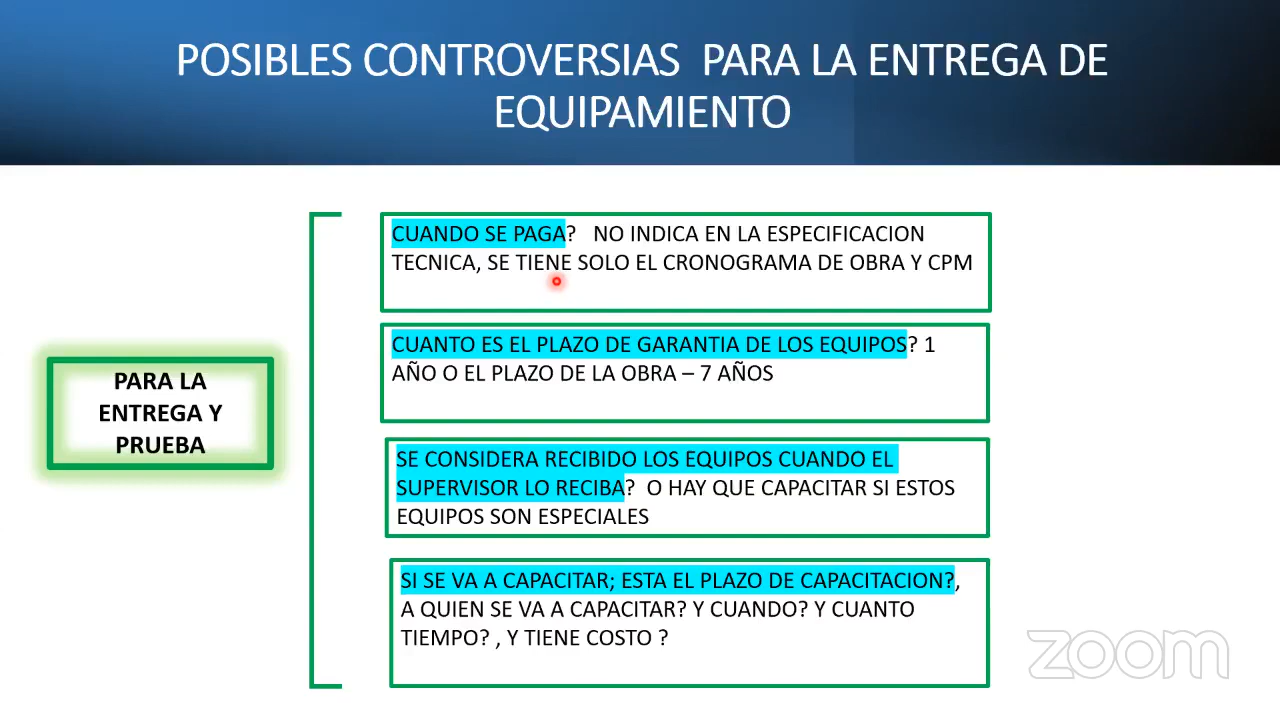 POSIBLES CONTROVERSIAS PARA LA ENTREGA DE
EQUIPAMIENTO
PARA LA
ENTREGA Y
PRUEBA
CUANDO SE PAGA? NO INDICA EN LA ESPECIFICACION
TECNICA, SE TIENE SOLO EL CRONOGRAMA DE OBRA Y CPM
CUANTO ES EL PLAZO DE GARANTIA DE LOS EQUIPOS? 1
AÑO O EL PLAZO DE LA OBRA – 7 AÑOS
SE CONSIDERA RECIBIDO LOS EQUIPOS CUANDO EL
SUPERVISOR LO RECIBA? O HAY QUE CAPACITAR SI ESTOS
EQUIPOS SON ESPECIALES
SI SE VA A CAPACITAR; ESTA EL PLAZO DE CAPACITACION?,
A QUIEN SE VA A CAPACITAR? Y CUANDO? Y CUANTO
TIEMPO? , Y TIENE COSTO ?
zoom